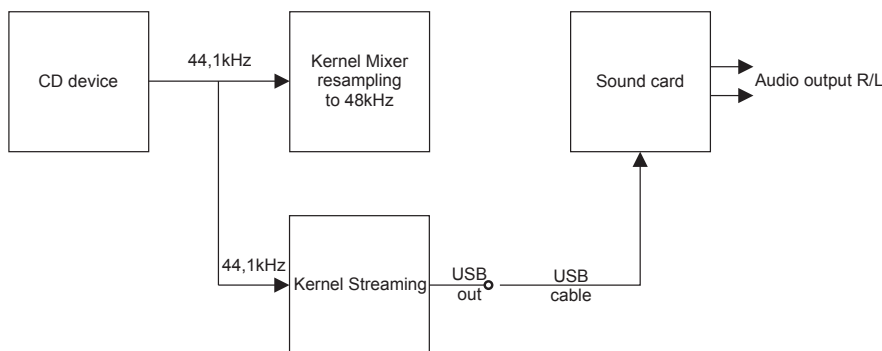 CD device
44,1kHz
Kernel Mixer
resampling
to 48kHz
Sound card
Audio output R/L
44,1kHz
Kernel Streaming
USB
out
USB
cable